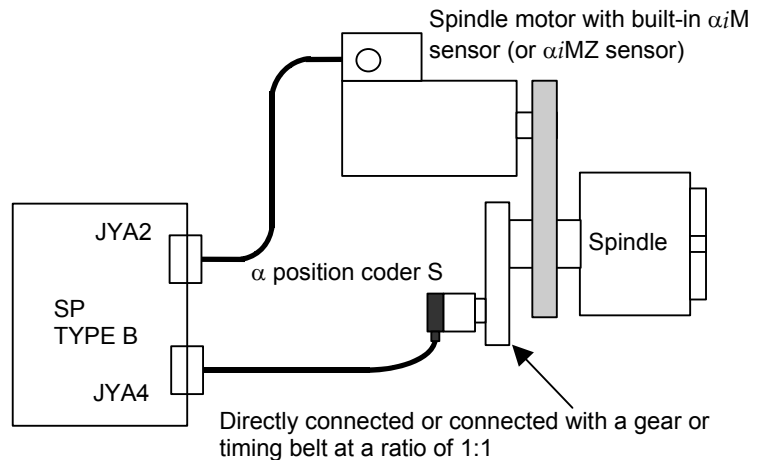 Spindle motor with built-in αiM
sensor (or αiMZ sensor)
JYA2
Spindle
α position coder S
SP
TYPE B
JYA4
Directly connected or connected with a gear or
timing belt at a ratio of 1:1